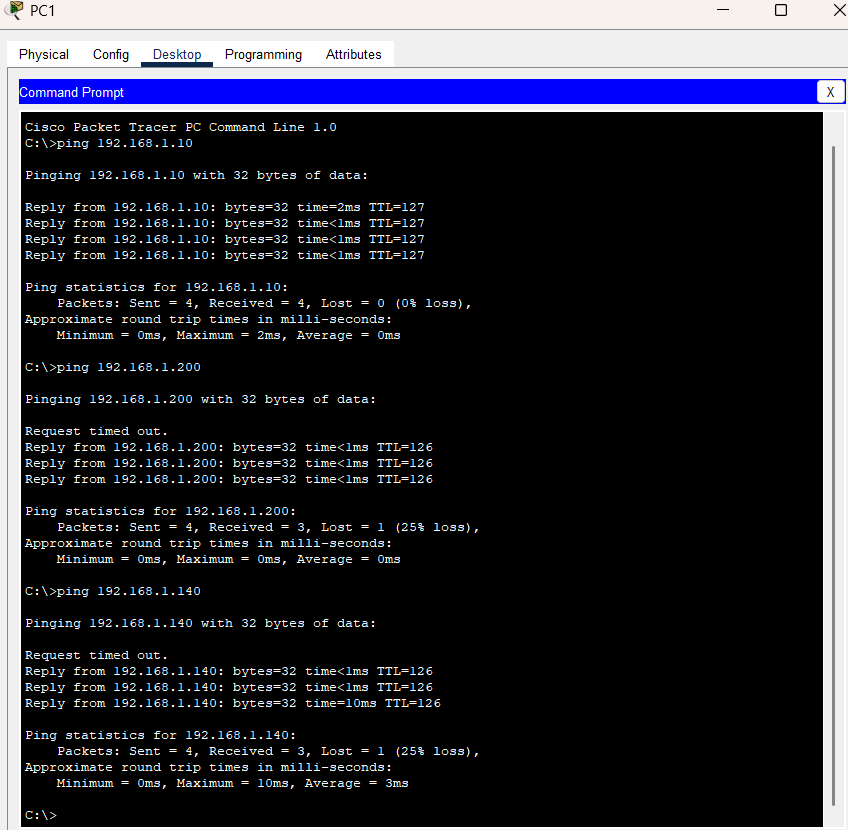 PC1
Physical Config Desktop Programming Attributes
Command Prompt
X
Cisco Packet Tracer PC Command Line 1.0
C:\>ping 192.168.1.10
Pinging 192.168.1.10 with 32 bytes of data:
Reply from 192.168.1.10: bytes=32 time=2ms TTL=127
Reply from 192.168.1.10: bytes=32 time<1ms TTL=127
Reply from 192.168.1.10: bytes=32 time<1ms TTL=127
Reply from 192.168.1.10: bytes=32 time<1ms TTL=127
Ping statistics for 192.168.1.10:
Packets: Sent = 4, Received = 4, Lost = 0 (0% loss),
Approximate round trip times in milli-seconds:
Minimum = 0ms, Maximum = 2ms, Average = 0ms
C:\>ping 192.168.1.200
Pinging 192.168.1.200 with 32 bytes of data:
Request timed out.
Reply from 192.168.1.200: bytes=32 time<1ms TTL=126
Reply from 192.168.1.200: bytes=32 time<1ms TTL=126
Reply from 192.168.1.200: bytes=32 time<1ms TTL=126
Ping statistics for 192.168.1.200:
Packets: Sent = 4, Received = 3, Lost = 1 (25% loss),
Approximate round trip times in milli-seconds:
Minimum = 0ms, Maximum = 0ms, Average = 0ms
C:\>ping 192.168.1.140
Pinging 192.168.1.140 with 32 bytes of data:
Request timed out.
Reply from 192.168.1.140: bytes=32 time<1ms TTL=126
Reply from 192.168.1.140: bytes=32 time<1ms TTL=126
Reply from 192.168.1.140: bytes=32 time=10ms TTL=126
Ping statistics for 192.168.1.140:
Packets: Sent = 4, Received = 3, Lost = 1 (25% loss),
Approximate round trip times in milli-seconds:
Minimum = 0ms, Maximum = 10ms, Average = 3ms
C:\>